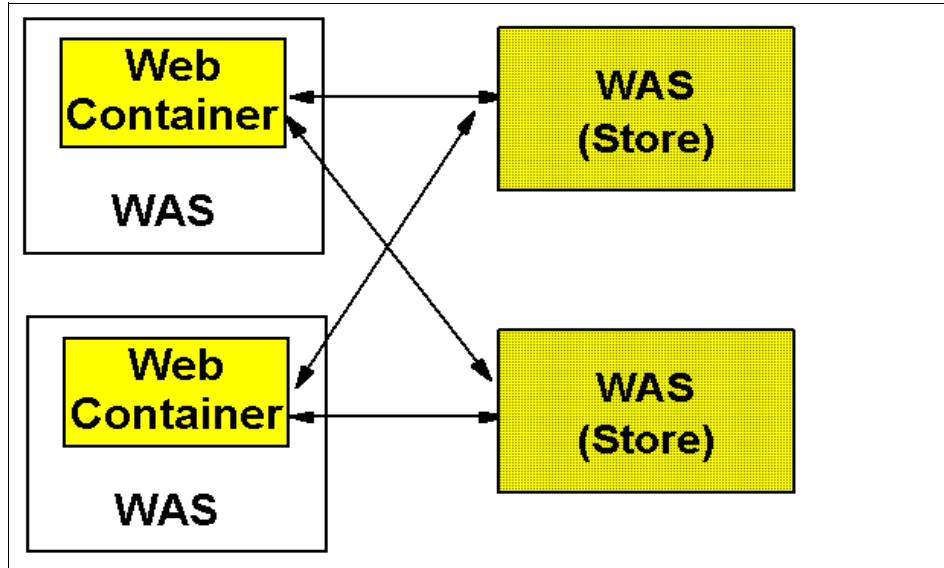 Web
Container
WAS
WAS
(Store)
Web
Container
WAS
WAS
(Store)